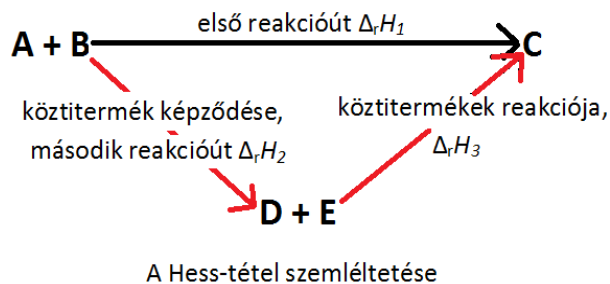 első reakcióút ΔrH1
A + B
C
köztitermék képződése,
második reakcióút ΔrH2
köztitermékek reakciója,
ΔrH3
D + E
A Hess-tétel szemléltetése